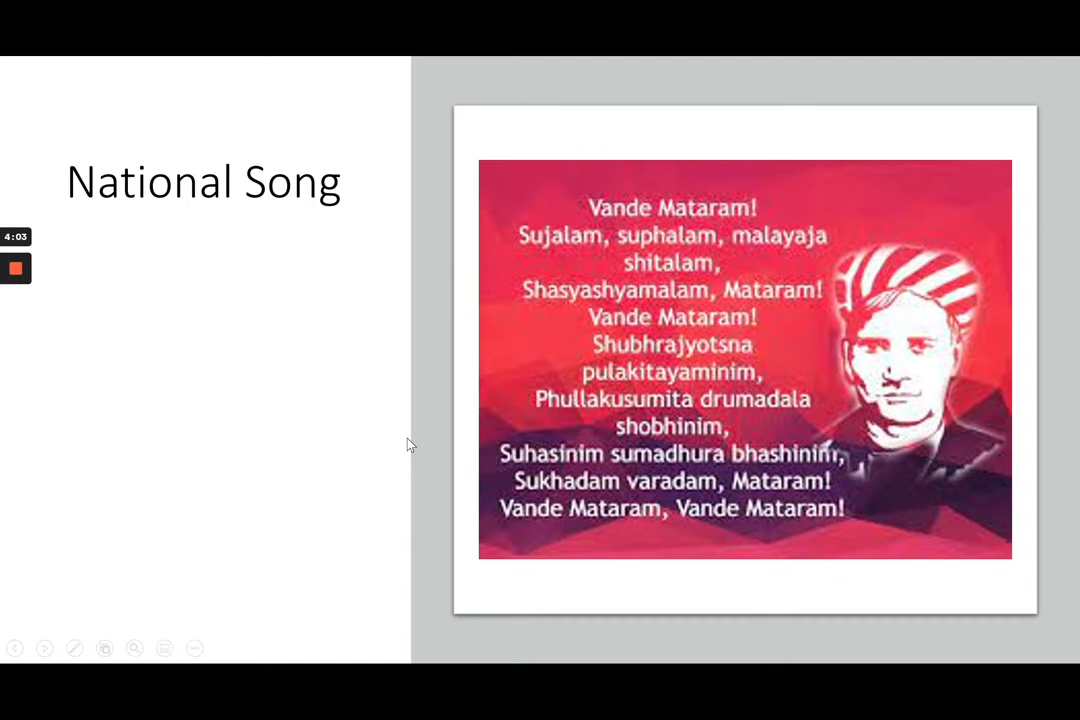 National Song
4:03
Vande Mataram!
Sujalam, suphalam, malayaja
shitalam,
Shasyashyamalam, Mataram!
Vande Mataram!
Shubhrajyotsna
pulakitayaminim,
Phullakusumita drumadala
shobhinim,
Suhasinim sumadhura bhashinim,
Sukhadam varadam, Mataram!
Vande Mataram, Vande Mataram!